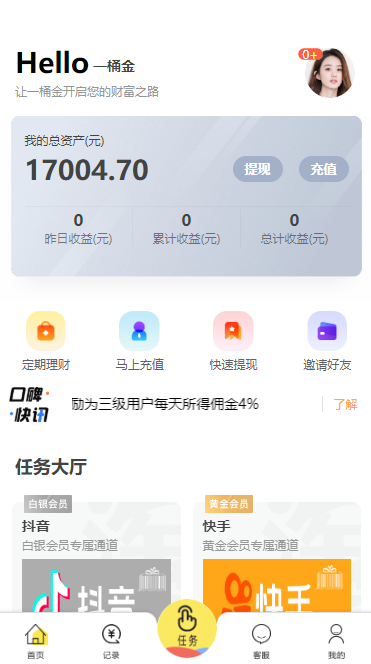 Hello 一桶金
0+
让一桶金开启您的财富之路
我的总资产(元)
17004.70
提现 充值
0 0 0
昨日收益(元) 累计收益(元) 总计收益(元)
定期理财 马上充值 快速提现 邀请好友
口碑
快讯
励为三级用户每天所得佣金4%
了解
任务大厅
白银会员 黄金会员
抖音 快手
白银会员专属通道 黄金会员专属通道
抖音 快手
任务
首页 记录 客服 我的